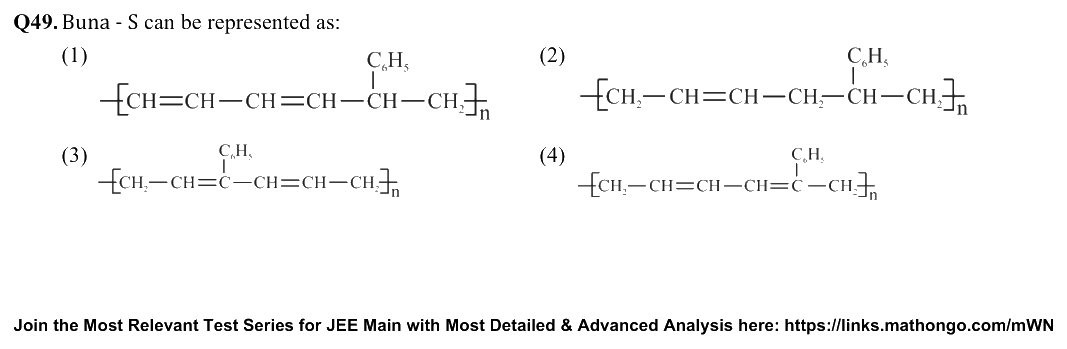 Q49. Buna - S can be represented as:
(1)
C₆H₅
-[CH=CH—CH=CH—CH—CH₂]-n
(2)
C₆H₅
-[CH₂—CH=CH—CH₂—CH—CH₂]-n
(3)
C₆H₅
-[CH₂—CH=C—CH=CH—CH₂]-n
(4)
C₆H₅
-[CH₂—CH=CH—CH=C—CH₂]-n
Join the Most Relevant Test Series for JEE Main with Most Detailed & Advanced Analysis here: https://links.mathongo.com/mWN